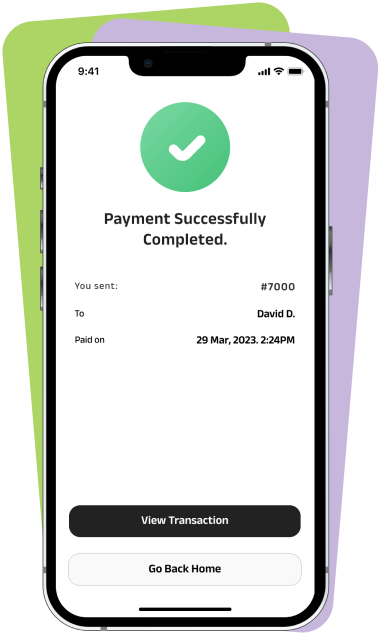 9:41
Payment Successfully
Completed.
You sent: #7000
To David D.
Paid on 29 Mar, 2023. 2:24PM
View Transaction
Go Back Home